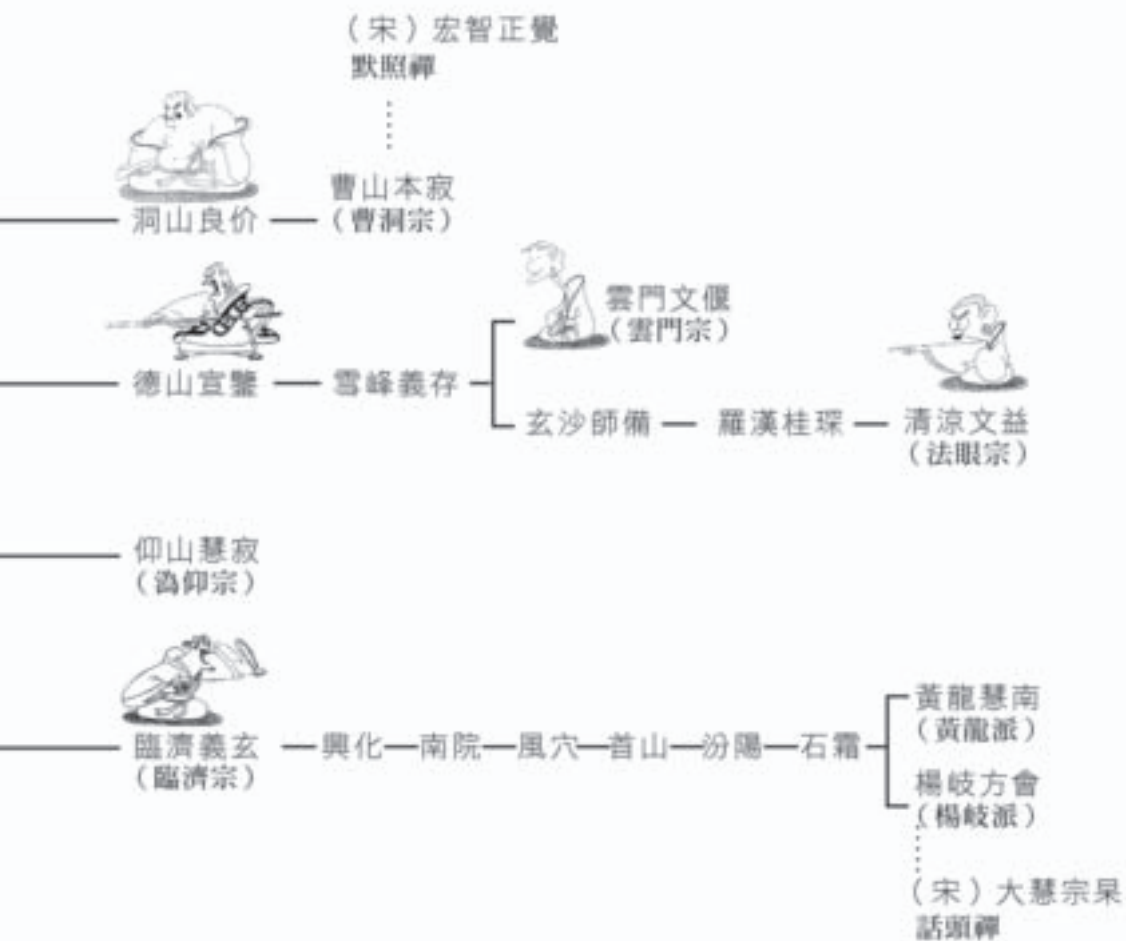 （宋）宏智正覺
默照禪
洞山良价
曹山本寂
（曹洞宗）
雲門文偃
（雲門宗）
德山宣鑒
雪峰義存
玄沙師備
羅漢桂琛
清涼文益
（法眼宗）
仰山慧寂
（溈仰宗）
臨濟義玄
（臨濟宗）
興化
南院
風穴
首山
汾陽
石霜
黃龍慧南
（黃龍派）
楊岐方會
（楊岐派）
（宋）大慧宗杲
話頭禪